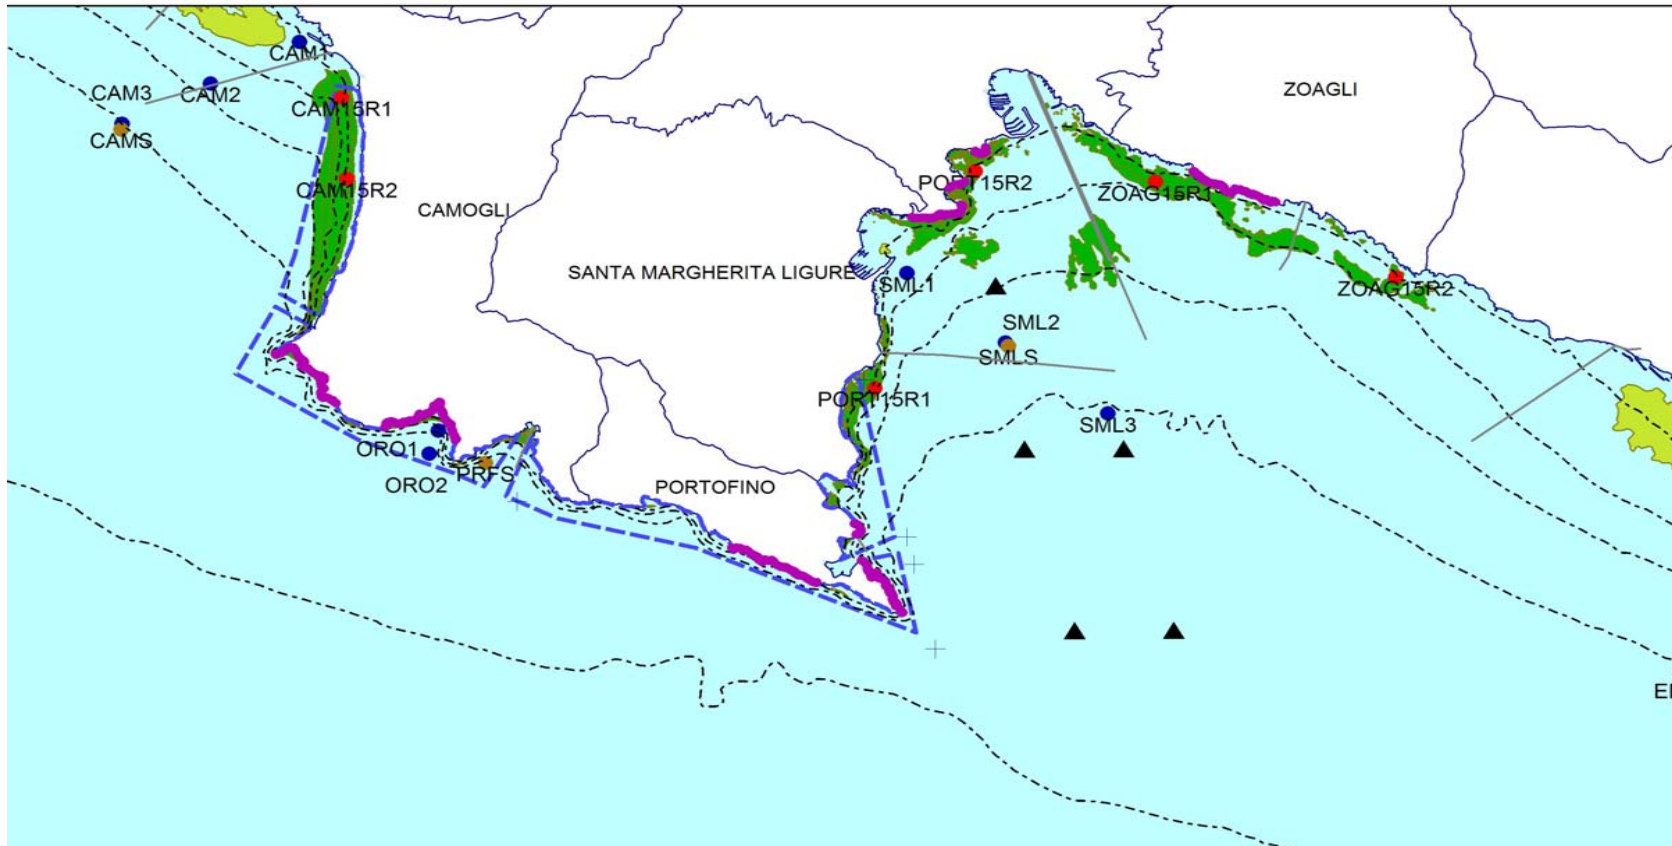 CAM1
CAM3
CAM2
ZOAGLI
CAM15R1
CAMS
PORT15R2
CAM15R2
ZOAG15R1
CAMOGLI
SANTA MARGHERITA LIGURE
SML1
ZOAG15R2
SML2
SMLS
PORT15R1
SML3
ORO1
PRFS
ORO2
PORTOFINO